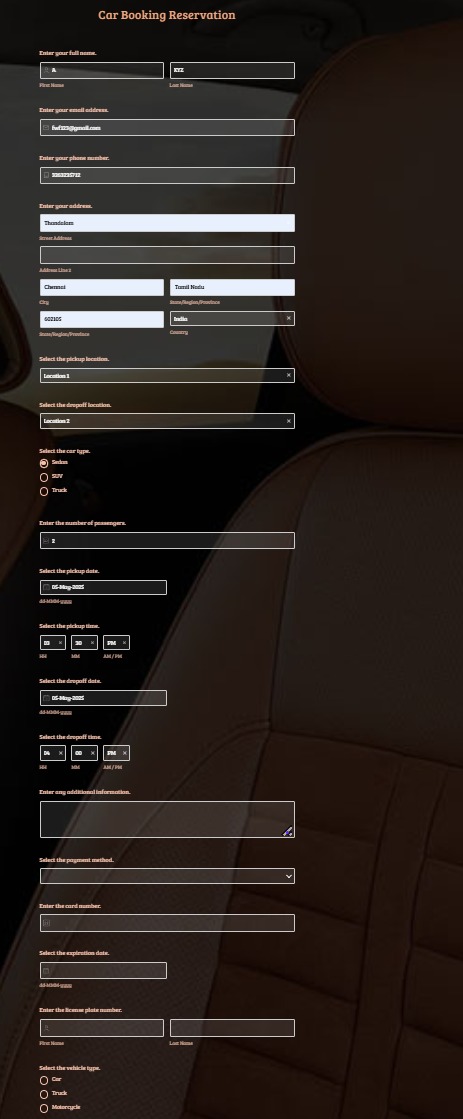 Car Booking Reservation
Enter your full name.
A XYZ
First Name Last Name
Enter your email address.
fwf123@gmail.com
Enter your phone number.
Enter your address.
Thandalam
Street Address
Address Line 2
Chennai Tamil Nadu
City State/Region/Province
602105 India
State/Region/Province Country
Select the pickup location.
Location 1
Select the dropoff location.
Location 2
Select the car type.
Sedan
SUV
Truck
Enter the number of passengers.
2
Select the pickup date.
05-May-2025
dd-MMM-yyyy
Select the pickup time.
03 30 PM
HH MM AM/PM
Select the dropoff date.
05-May-2025
dd-MMM-yyyy
Select the dropoff time.
04 00 PM
HH MM AM/PM
Enter any additional information.
Select the payment method.
Enter the card number.
Select the expiration date.
dd-MMM-yyyy
Enter the license plate number.
First Name Last Name
Select the vehicle type.
Car
Truck
Motorcycle